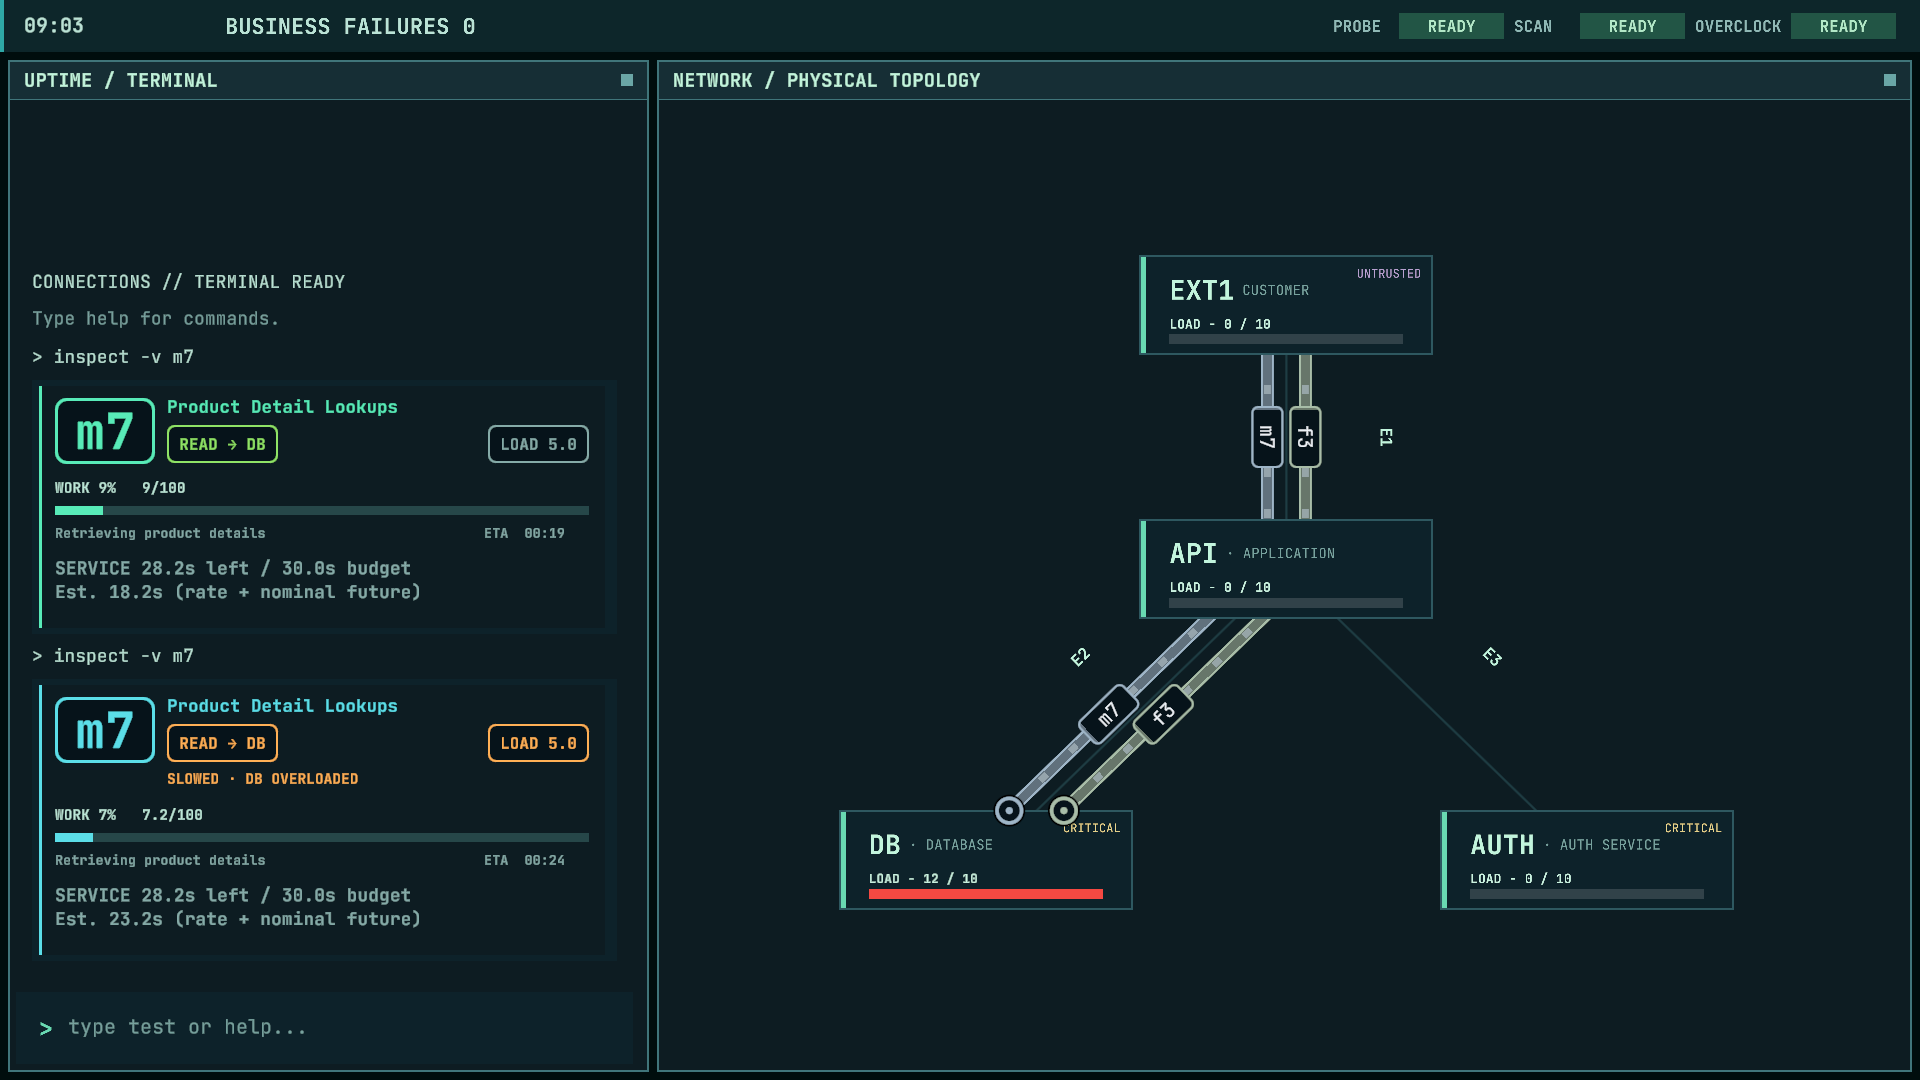 09:03
BUSINESS FAILURES 0
PROBE READY SCAN READY OVERCLOCK READY
UPTIME / TERMINAL
CONNECTIONS // TERMINAL READY
Type help for commands.
> inspect -v m7
m7
Product Detail Lookups
READ → DB
LOAD 5.0
WORK 9% 9/100
Retrieving product details ETA 00:19
SERVICE 28.2s left / 30.0s budget
Est. 18.2s (rate + nominal future)
> inspect -v m7
m7
Product Detail Lookups
READ → DB
LOAD 5.0
SLOWED · DB OVERLOADED
WORK 7% 7.2/100
Retrieving product details ETA 00:24
SERVICE 28.2s left / 30.0s budget
Est. 23.2s (rate + nominal future)
> type test or help...
NETWORK / PHYSICAL TOPOLOGY
UNTRUSTED
EXT1 CUSTOMER
LOAD - 0 / 10
m7
f3
E1
API · APPLICATION
LOAD - 0 / 10
E2
E3
m7
f3
CRITICAL
DB · DATABASE
LOAD - 12 / 10
CRITICAL
AUTH · AUTH SERVICE
LOAD - 0 / 10